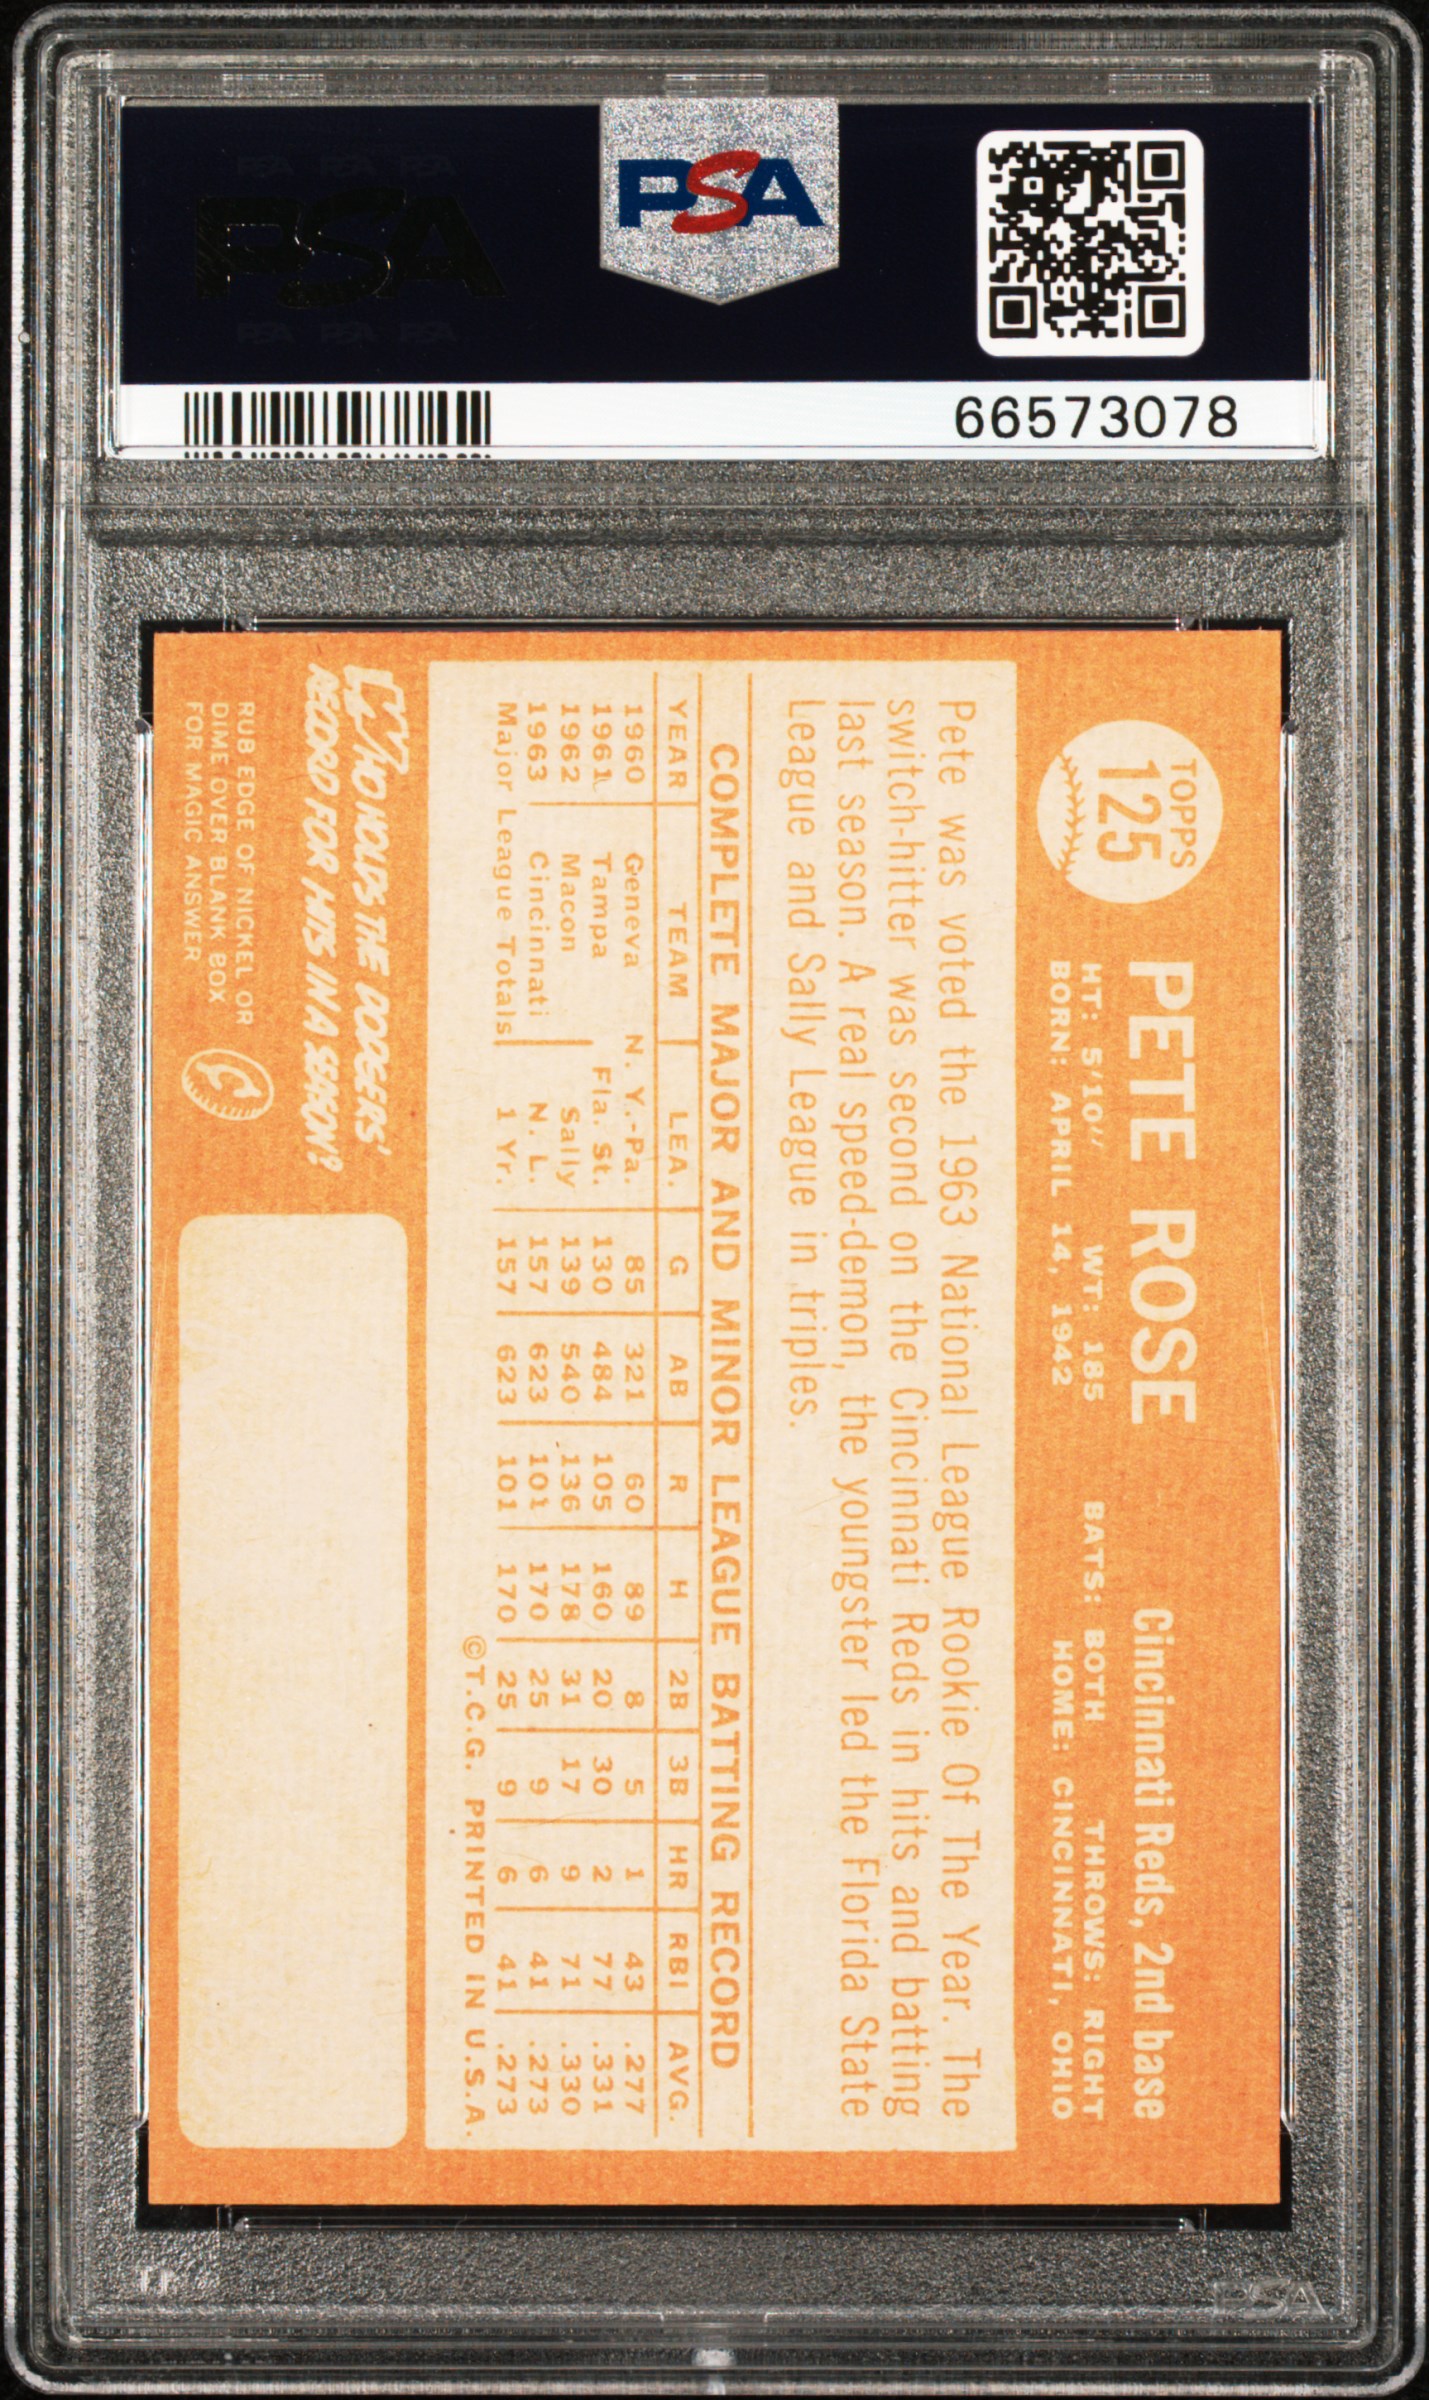 PSA
PSA PSA PSA
PSA
PSA PSA PSA
66573078
TOPPS
125
PETE ROSE
Cincinnati Reds, 2nd base
HT: 5'10" WT: 185 BATS: BOTH THROWS: RIGHT
BORN: APRIL 14, 1942 HOME: CINCINNATI, OHIO
Pete was voted the 1963 National League Rookie Of The Year. The
switch-hitter was second on the Cincinnati Reds in hits and batting
last season. A real speed-demon, the youngster led the Florida State
League and Sally League in triples.
COMPLETE MAJOR AND MINOR LEAGUE BATTING RECORD
YEAR TEAM LEA. G AB R H 2B 3B HR RBI AVG.
1960 Geneva N. Y.-Pa. 85 321 60 89 8 5 1 43 .277
1961 Tampa Fla. St. 130 484 105 160 20 30 2 77 .331
1962 Macon Sally 139 540 136 178 31 17 9 71 .330
1963 Cincinnati N. L. 157 623 101 170 25 9 6 41 .273
Major League Totals 1 Yr. 157 623 101 170 25 9 6 41 .273
©T.C.G. PRINTED IN U.S.A.
WHO HOLDS THE DODGERS'
RECORD FOR HITS IN A SEASON?
RUB EDGE OF NICKEL OR
DIME OVER BLANK BOX
FOR MAGIC ANSWER
PSA